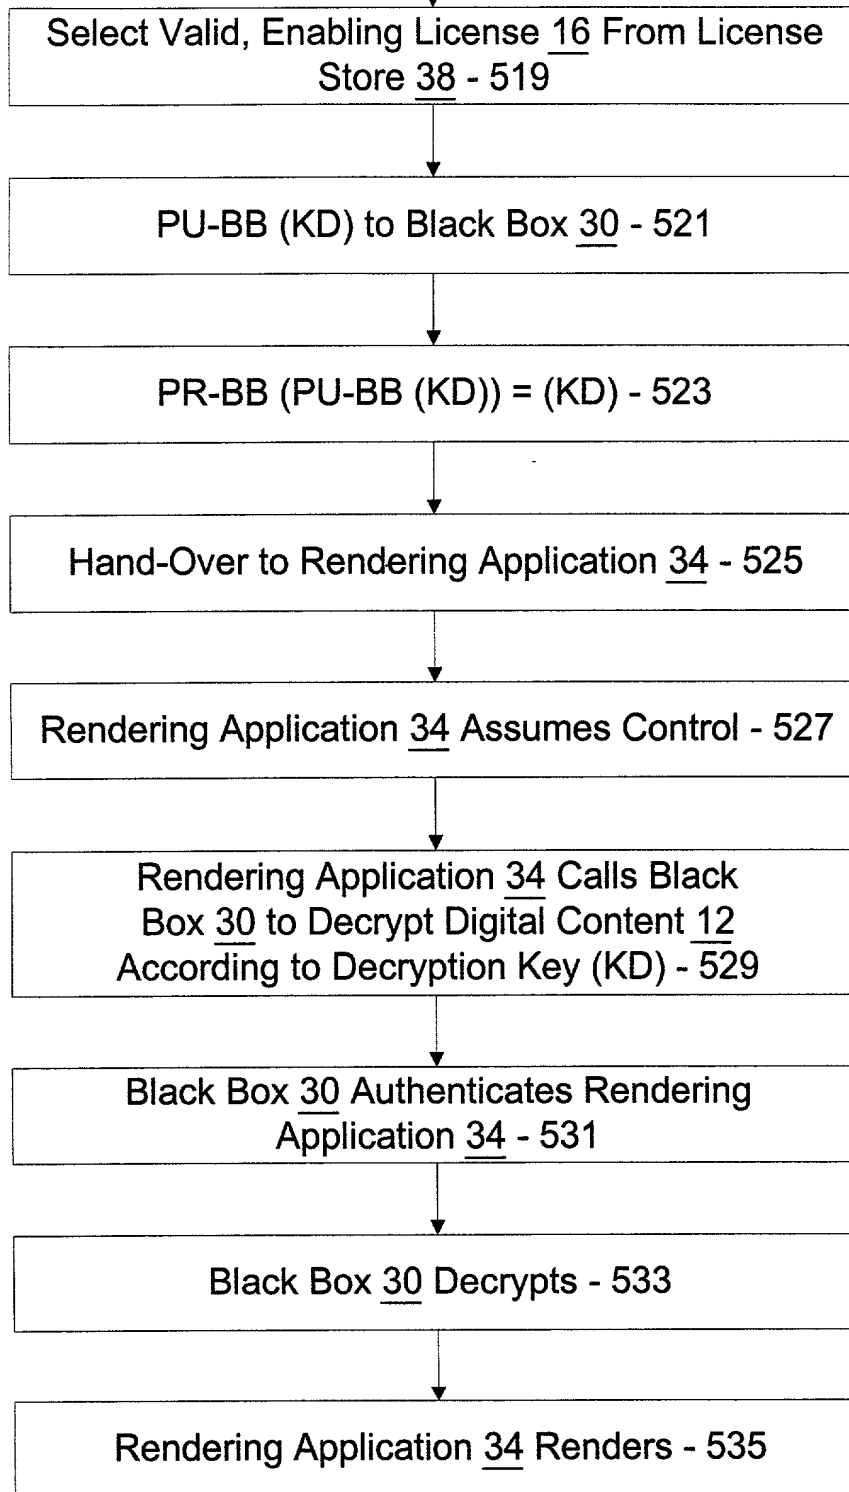 Select Valid, Enabling License 16 From License
Store 38 - 519
PU-BB (KD) to Black Box 30 - 521
PR-BB (PU-BB (KD)) = (KD) - 523
Hand-Over to Rendering Application 34 - 525
Rendering Application 34 Assumes Control - 527
Rendering Application 34 Calls Black
Box 30 to Decrypt Digital Content 12
According to Decryption Key (KD) - 529
Black Box 30 Authenticates Rendering
Application 34 - 531
Black Box 30 Decrypts - 533
Rendering Application 34 Renders - 535